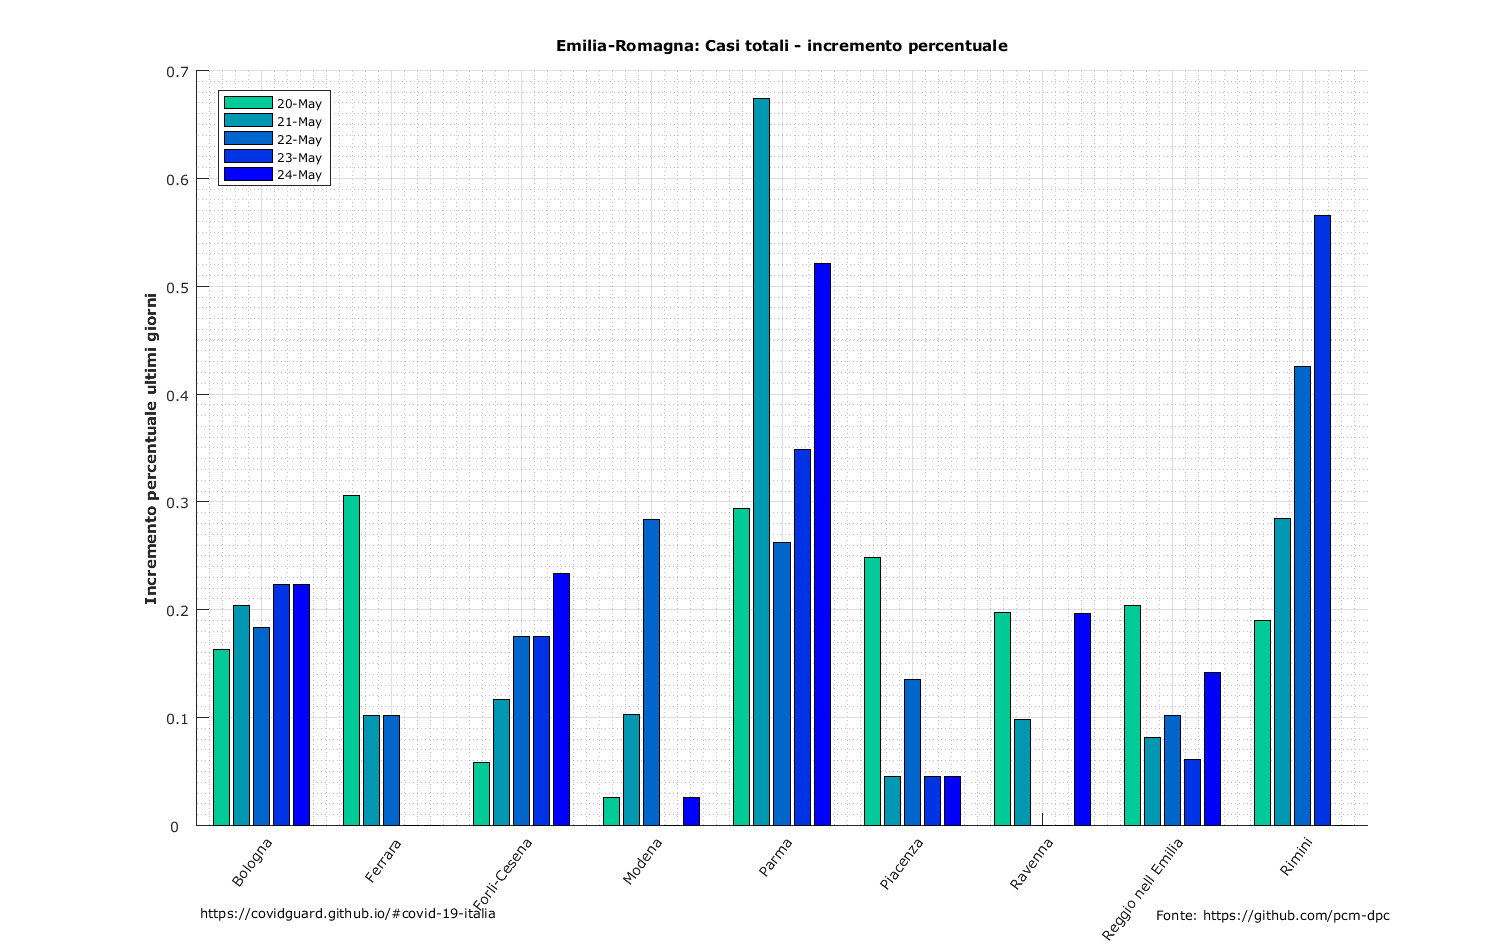 Emilia-Romagna: Casi totali - incremento percentuale
0.7
0.6
0.5
0.4
0.3
0.2
0.1
0
Incremento percentuale ultimi giorni
20-May
21-May
22-May
23-May
24-May
Bologna
Ferrara
Forlì-Cesena
Modena
Parma
Piacenza
Ravenna
Reggio nell Emilia
Rimini
https://covidguard.github.io/#covid-19-italia
Fonte: https://github.com/pcm-dpc